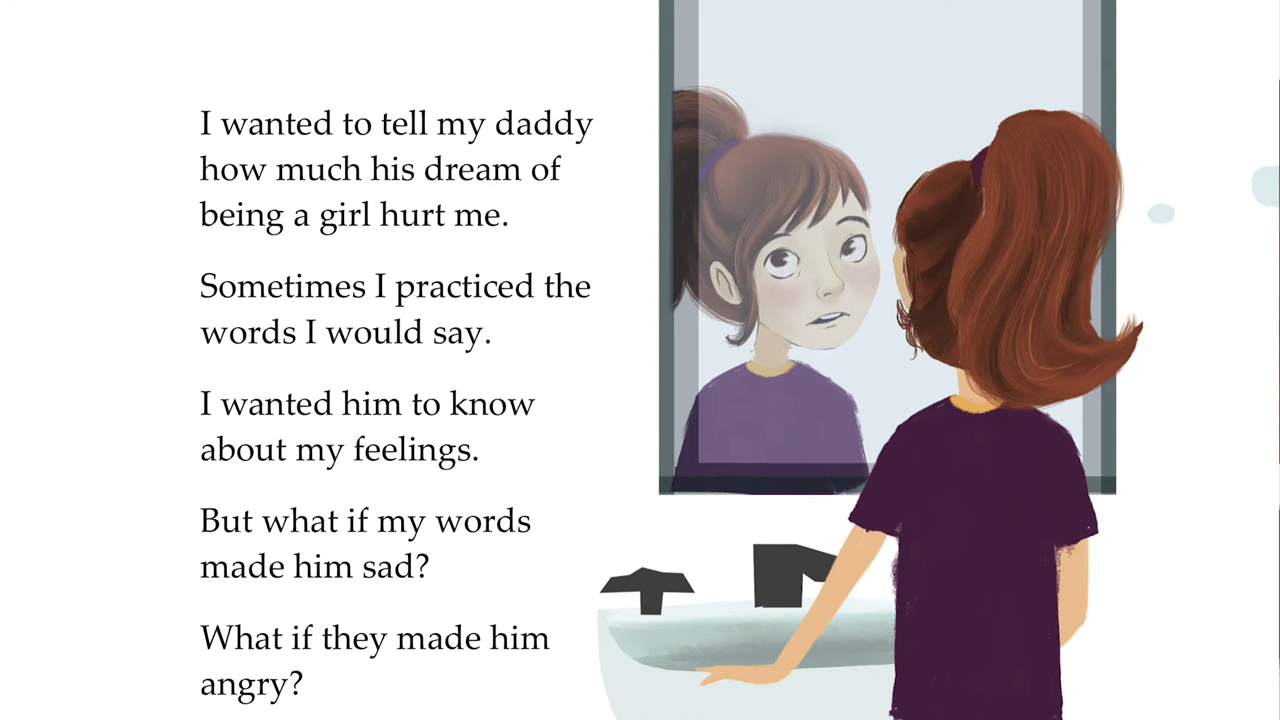 I wanted to tell my daddy
how much his dream of
being a girl hurt me.
Sometimes I practiced the
words I would say.
I wanted him to know
about my feelings.
But what if my words
made him sad?
What if they made him
angry?